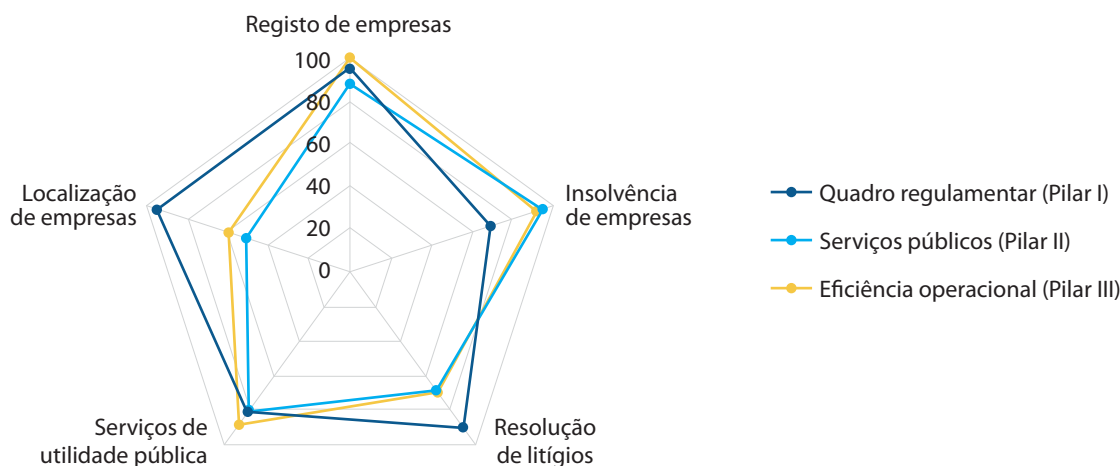 Registo de empresas
100
80
60
40
20
0
Localização
de empresas
Insolvência
de empresas
Serviços de
utilidade pública
Resolução
de litígios
Quadro regulamentar (Pilar I)
Serviços públicos (Pilar II)
Eficiência operacional (Pilar III)